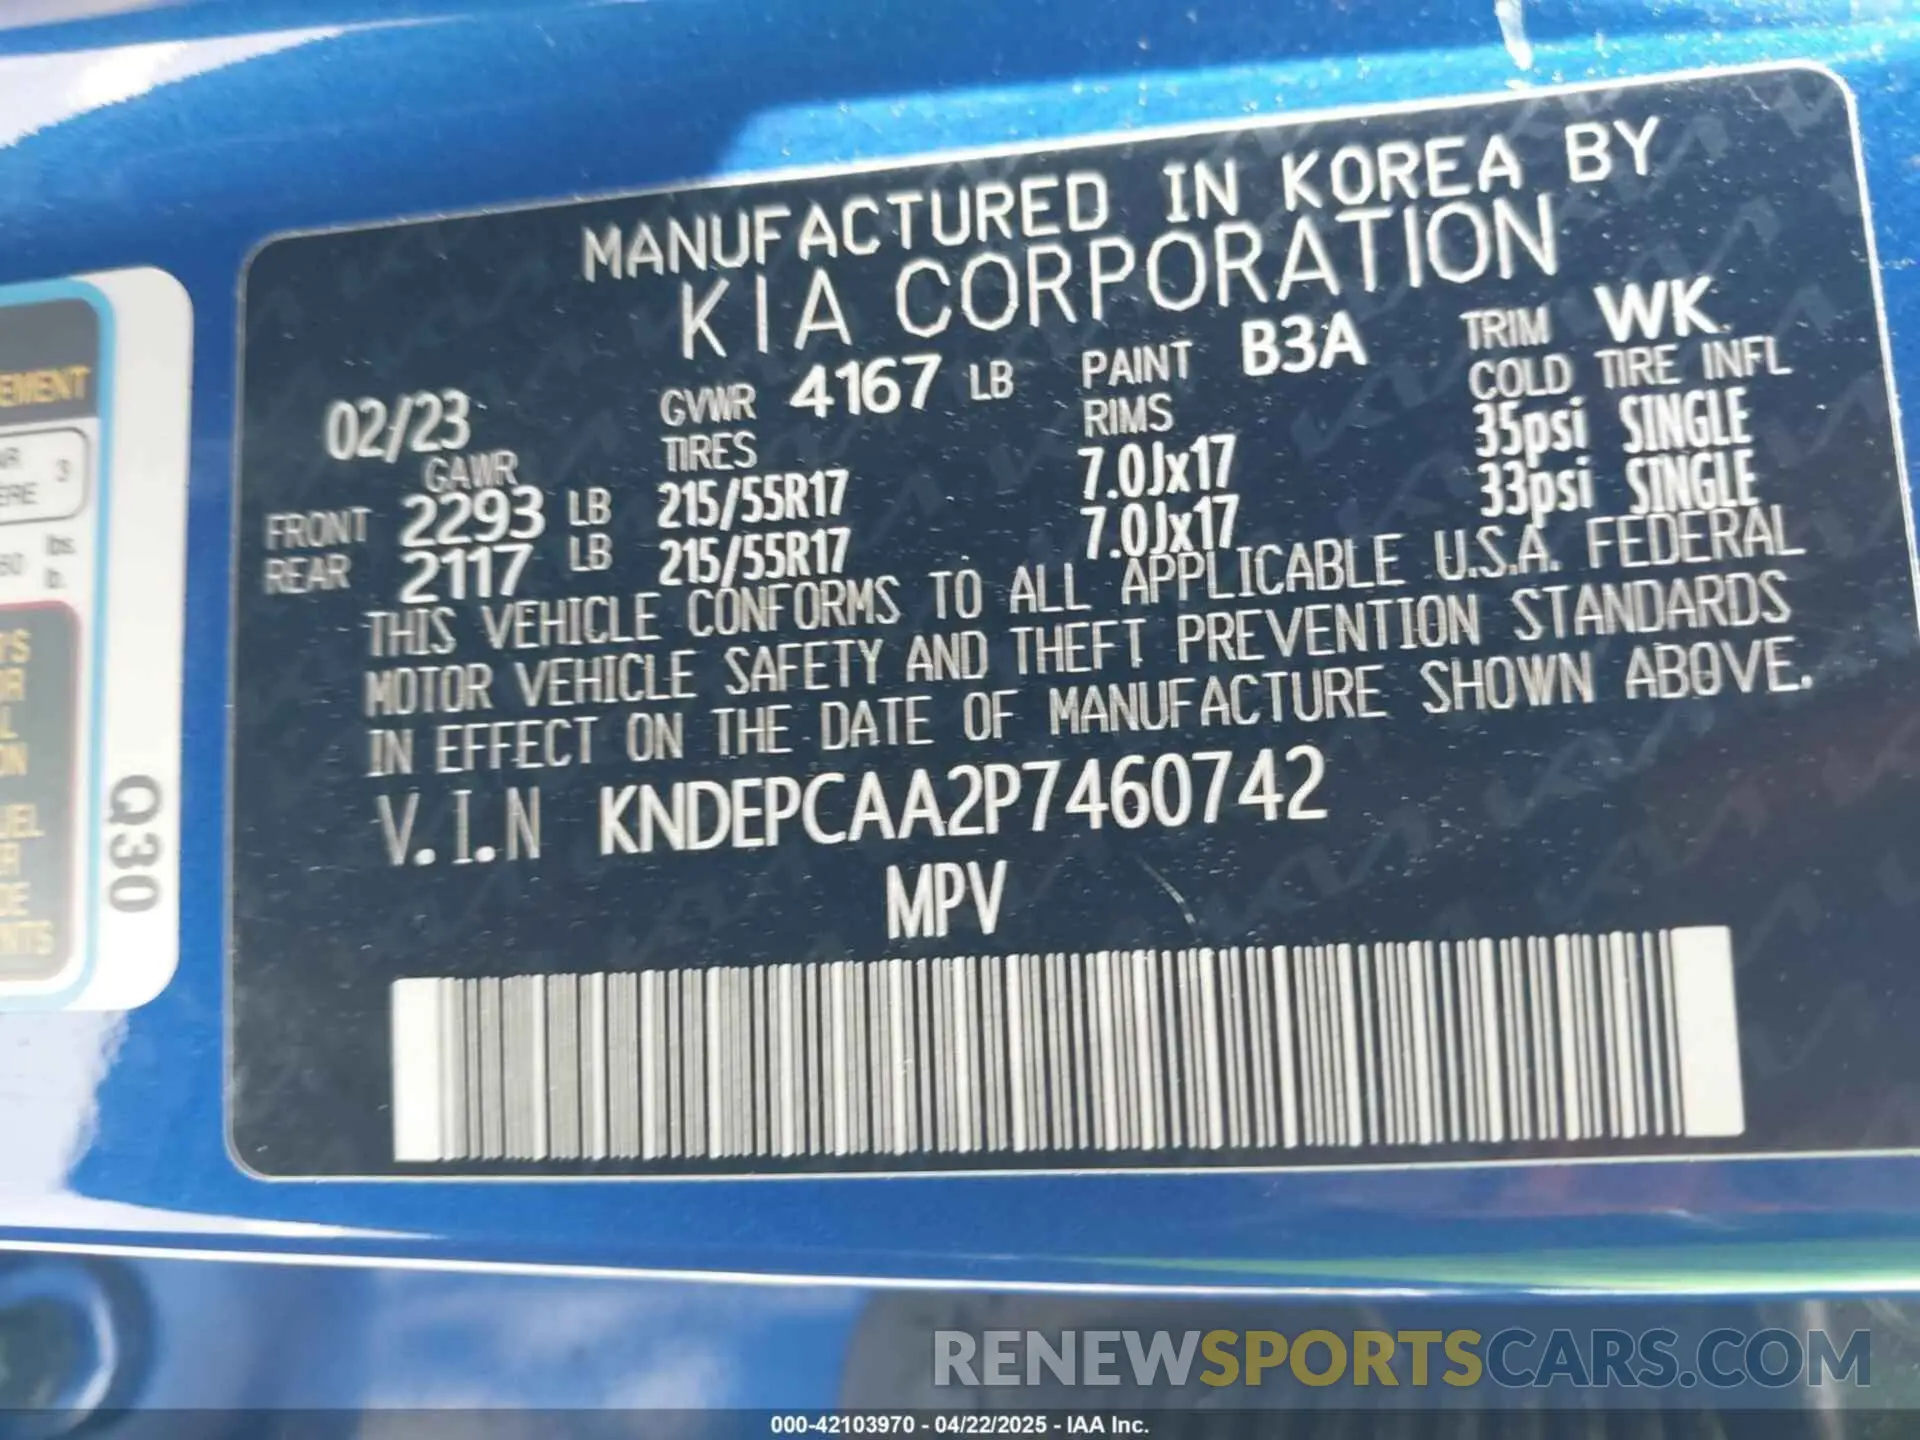 MANUFACTURED IN KOREA BY
KIA CORPORATION
02/23 GVWR 4167 LB PAINT B3A TRIM WK
GAWR TIRES RIMS COLD TIRE INFL
FRONT 2293 LB 215/55R17 7.0Jx17 35psi SINGLE
REAR 2117 LB 215/55R17 7.0Jx17 33psi SINGLE
THIS VEHICLE CONFORMS TO ALL APPLICABLE U.S.A. FEDERAL
MOTOR VEHICLE SAFETY AND THEFT PREVENTION STANDARDS
IN EFFECT ON THE DATE OF MANUFACTURE SHOWN ABOVE.
V.I.N KNDEPCAA2P7460742
MPV
3
lbs
Q30
RENEWSPORTSCARS.COM
000-42103970 - 04/22/2025 - IAA Inc.